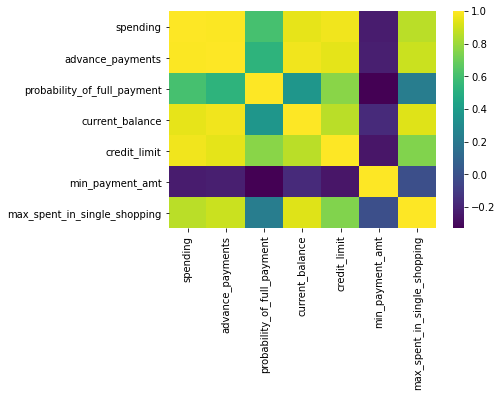 spending
advance_payments
probability_of_full_payment
current_balance
credit_limit
min_payment_amt
max_spent_in_single_shopping
spending
advance_payments
probability_of_full_payment
current_balance
credit_limit
min_payment_amt
max_spent_in_single_shopping
1.0
0.8
0.6
0.4
0.2
0.0
−0.2